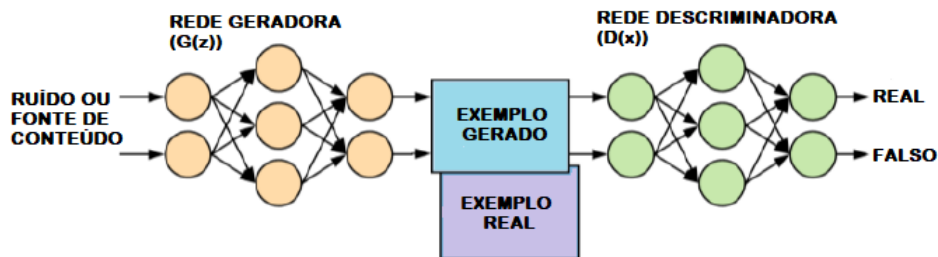 REDE GERADORA
(G(z))
REDE DESCRIMINADORA
(D(x))
RUÍDO OU
FONTE DE
CONTEÚDO
EXEMPLO
GERADO
EXEMPLO
REAL
REAL
FALSO